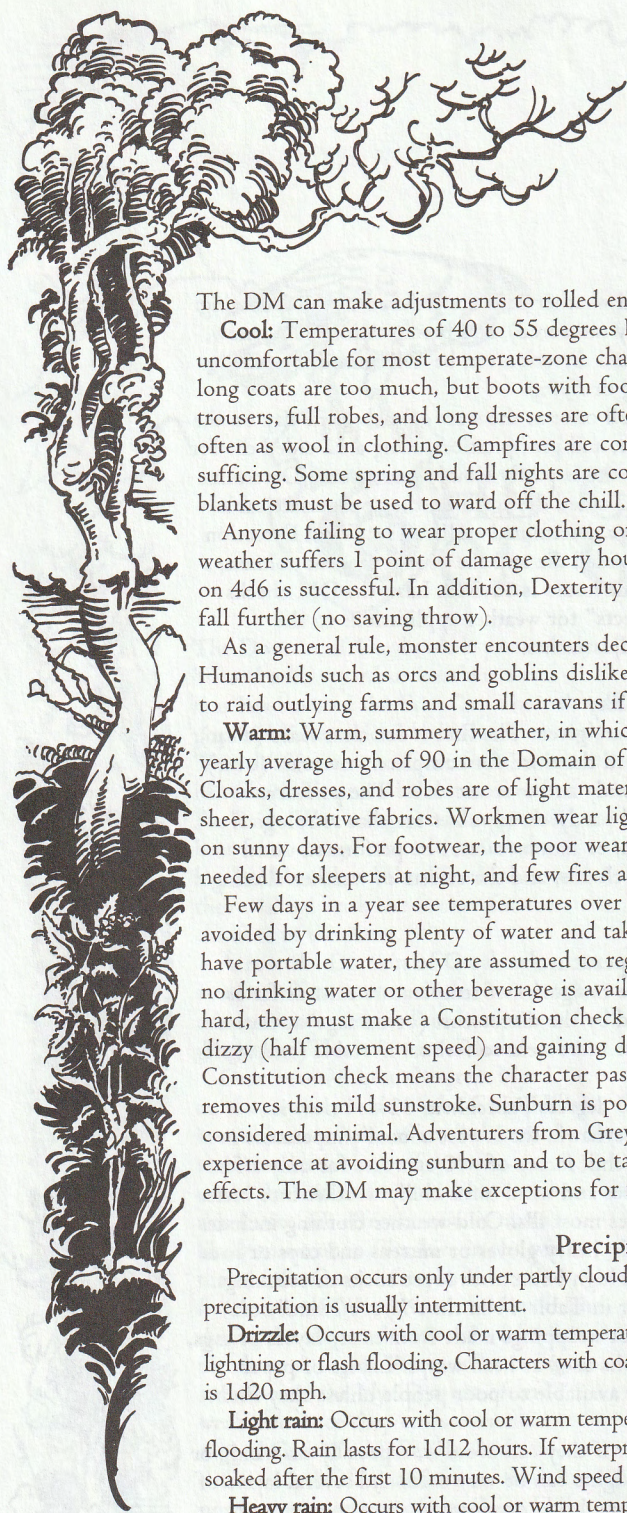 The DM can make adjustments to rolled en
Cool: Temperatures of 40 to 55 degrees
uncomfortable for most temperate-zone cha
long coats are too much, but boots with foo
trousers, full robes, and long dresses are ofte
often as wool in clothing. Campfires are con
sufficing. Some spring and fall nights are co
blankets must be used to ward off the chill.
Anyone failing to wear proper clothing or
weather suffers 1 point of damage every hou
on 4d6 is successful. In addition, Dexterity
fall further (no saving throw).
As a general rule, monster encounters dec
Humanoids such as orcs and goblins dislike
to raid outlying farms and small caravans if
Warm: Warm, summery weather, in whic
yearly average high of 90 in the Domain of
Cloaks, dresses, and robes are of light mater
sheer, decorative fabrics. Workmen wear lig
on sunny days. For footwear, the poor wear
needed for sleepers at night, and few fires a
Few days in a year see temperatures over
avoided by drinking plenty of water and tak
have portable water, they are assumed to reg
no drinking water or other beverage is avail
hard, they must make a Constitution check
dizzy (half movement speed) and gaining d
Constitution check means the character pas
removes this mild sunstroke. Sunburn is po
considered minimal. Adventurers from Grey
experience at avoiding sunburn and to be ta
effects. The DM may make exceptions for
Precip
Precipitation occurs only under partly cloud
precipitation is usually intermittent.
Drizzle: Occurs with cool or warm temperat
lightning or flash flooding. Characters with coa
is 1d20 mph.
Light rain: Occurs with cool or warm tempe
flooding. Rain lasts for 1d12 hours. If waterpr
soaked after the first 10 minutes. Wind speed
Heavy rain: Occurs with cool or warm temp